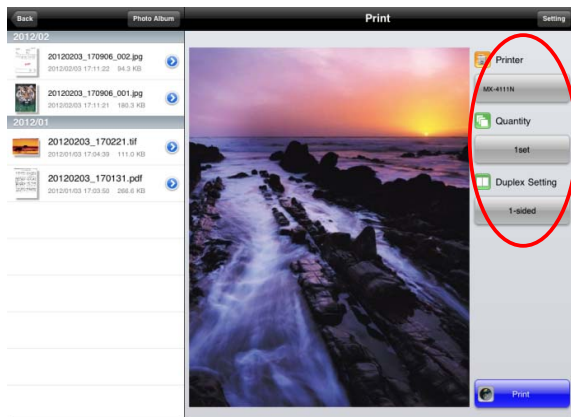 Back
Photo Album
Print
Setting
2012/02
20120203_170906_002.jpg
2012/02/03 17:11:22 94.3 KB
20120203_170906_001.jpg
2012/02/03 17:11:21 180.3 KB
2012/01
20120203_170221.tif
2012/01/03 17:04:39 111.0 KB
20120203_170131.pdf
2012/01/03 17:03:50 266.6 KB
Printer
MX-4111N
Quantity
1set
Duplex Setting
1-sided
Print